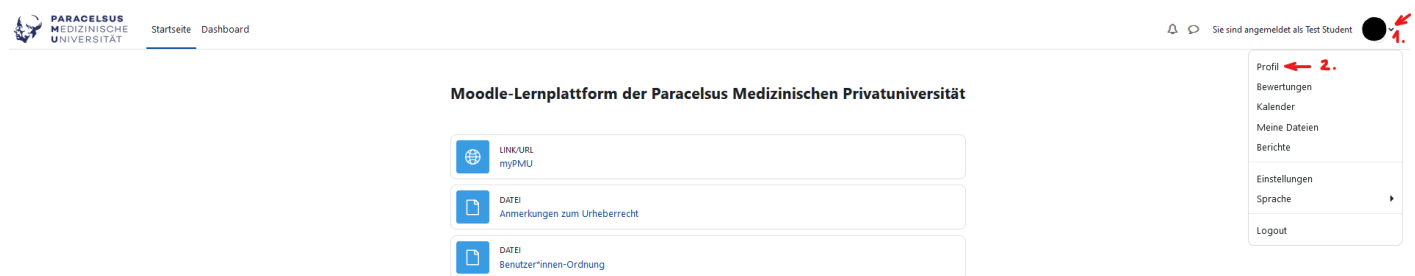 PARACELSUS
MEDIZINISCHE
UNIVERSITÄT
Startseite Dashboard
Sie sind angemeldet als Test Student
1.
Profil 2.
Bewertungen
Kalender
Meine Dateien
Berichte
Einstellungen
Sprache
Logout
Moodle-Lernplattform der Paracelsus Medizinischen Privatuniversität
LINK/URL
myPMU
DATEI
Anmerkungen zum Urheberrecht
DATEI
Benutzer*innen-Ordnung